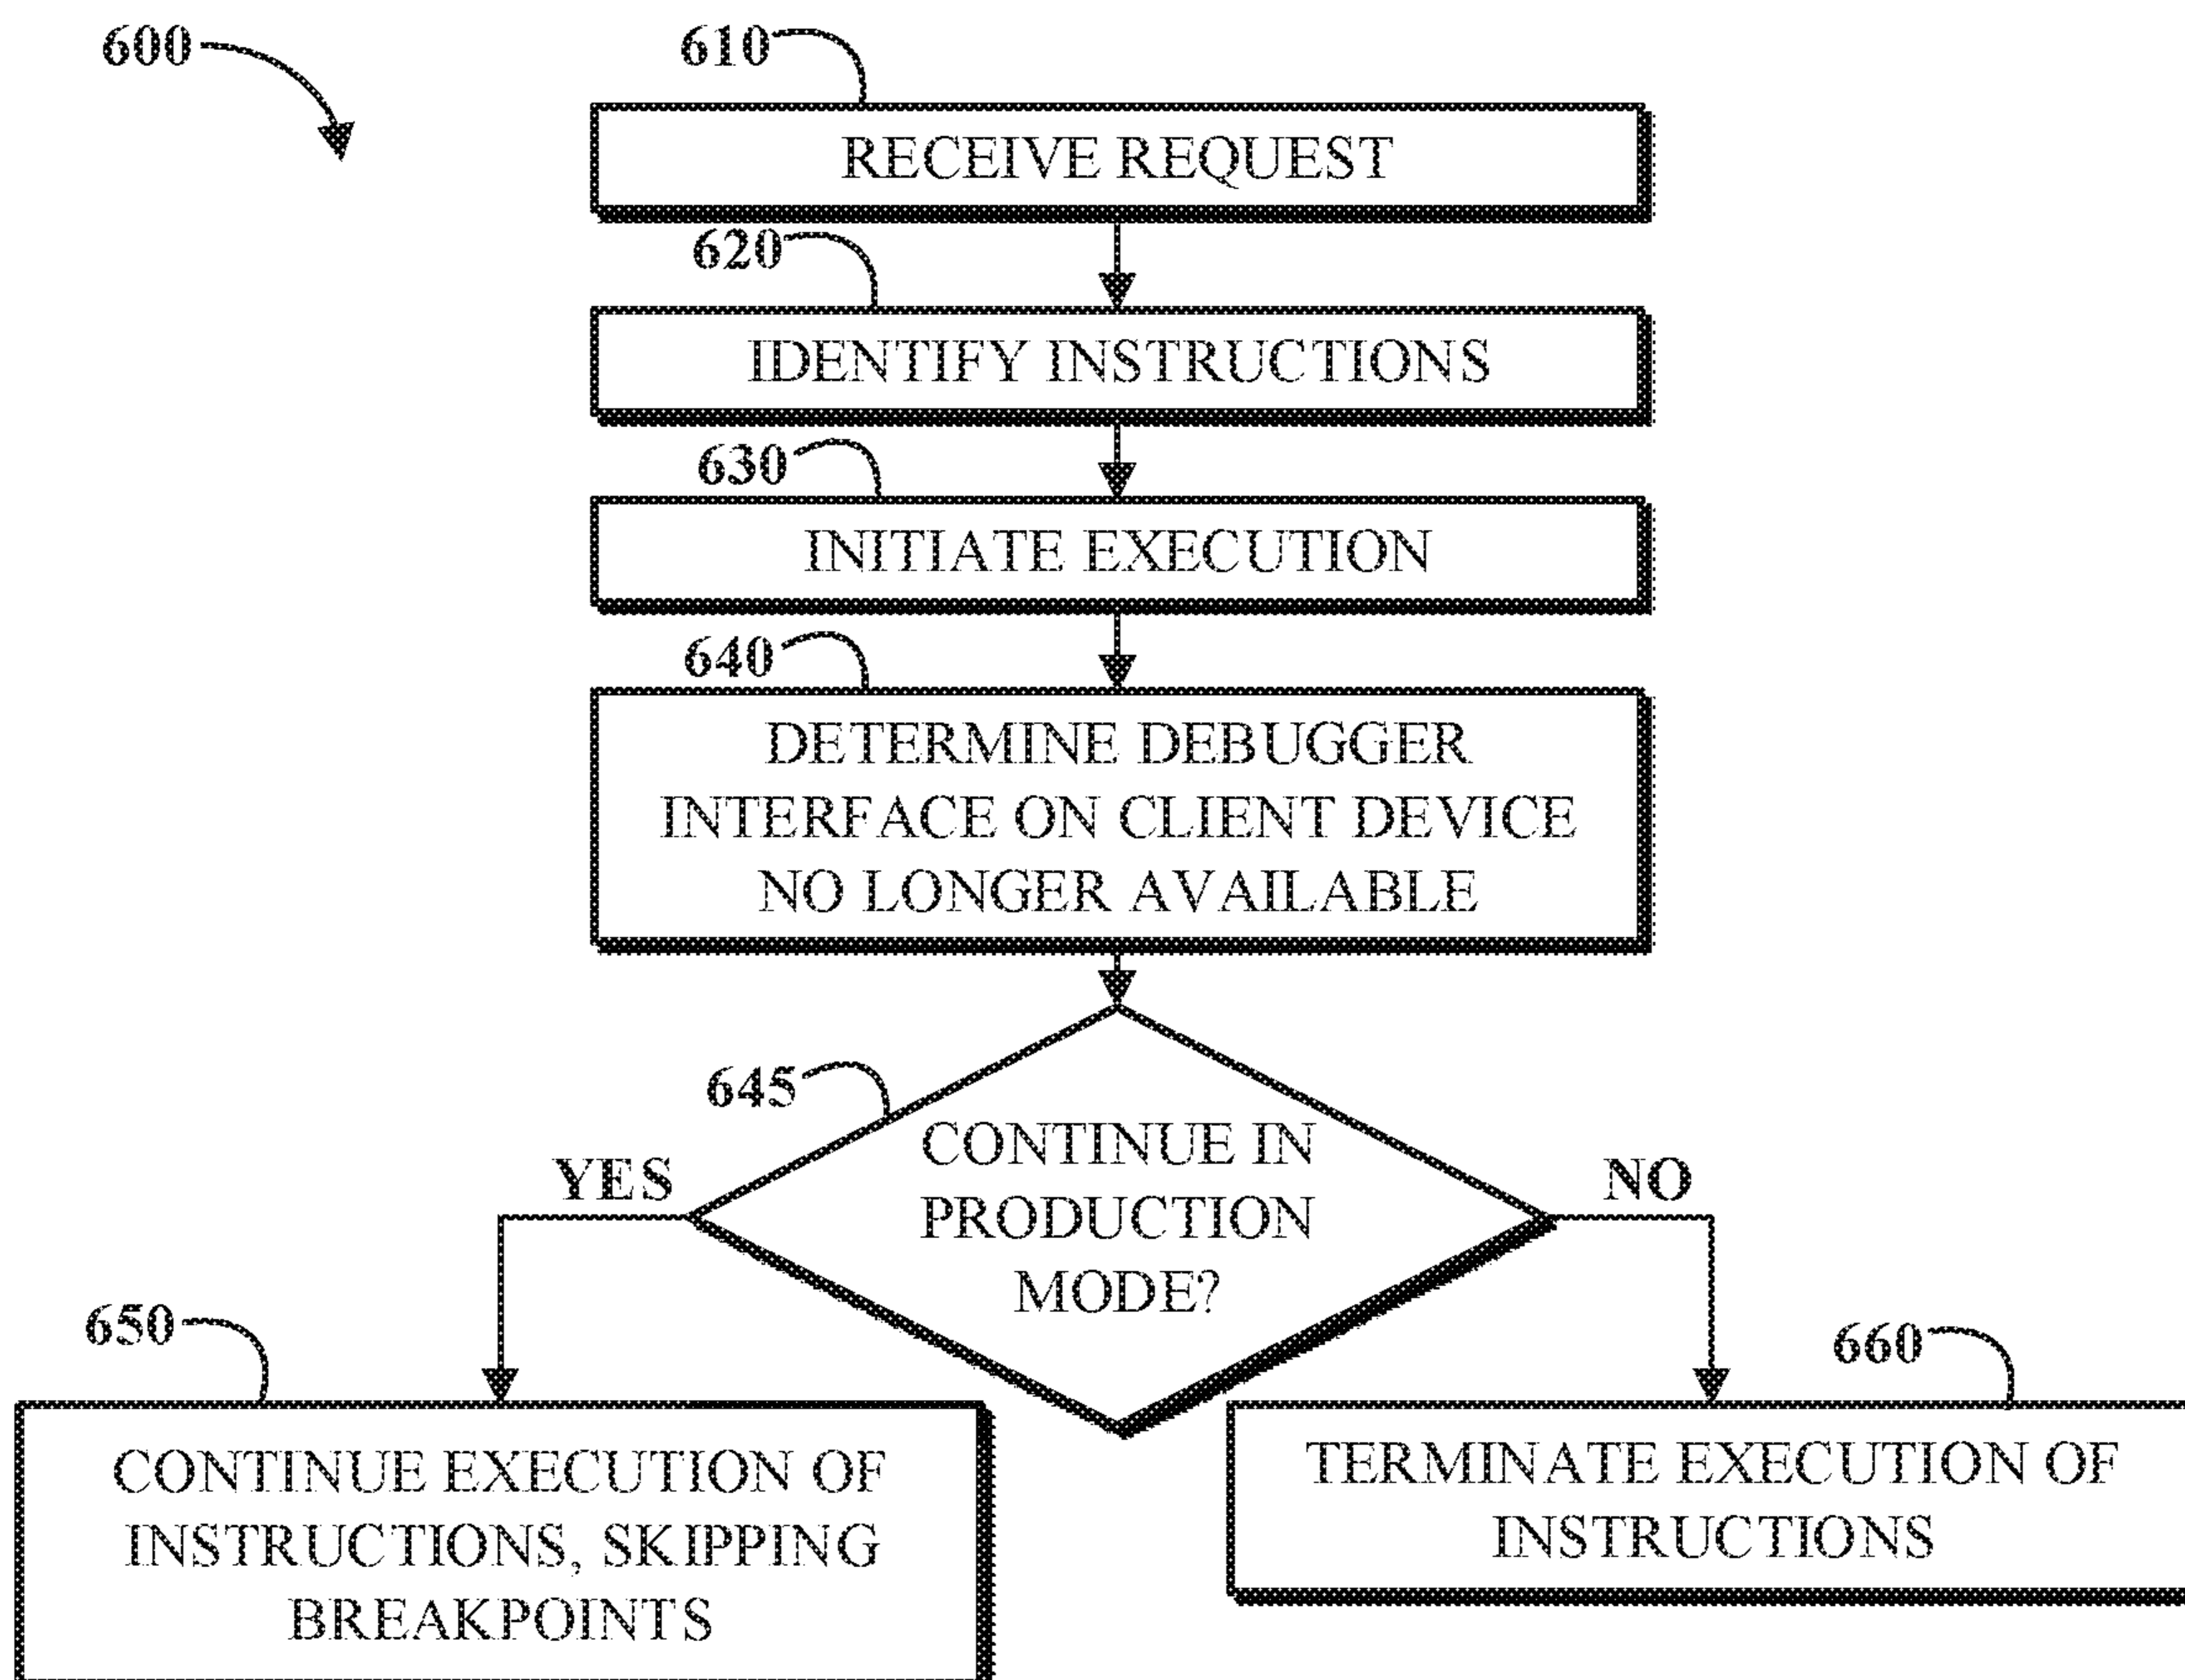 600
610
RECEIVE REQUEST
620
IDENTIFY INSTRUCTIONS
630
INITIATE EXECUTION
640
DETERMINE DEBUGGER
INTERFACE ON CLIENT DEVICE
NO LONGER AVAILABLE
645
CONTINUE IN
PRODUCTION
MODE?
YES
NO
650
CONTINUE EXECUTION OF
INSTRUCTIONS, SKIPPING
BREAKPOINTS
660
TERMINATE EXECUTION OF
INSTRUCTIONS